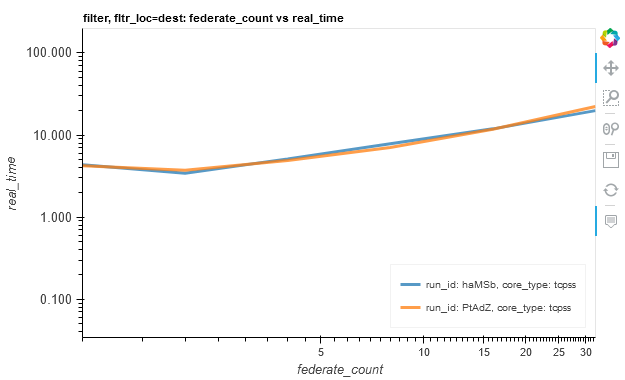 filter, fltr_loc=dest: federate_count vs real_time
100.000
10.000
1.000
0.100
real_time
run_id: haMSb, core_type: tcpss
run_id: PtAdZ, core_type: tcpss
5 10 15 20 25 30
federate_count